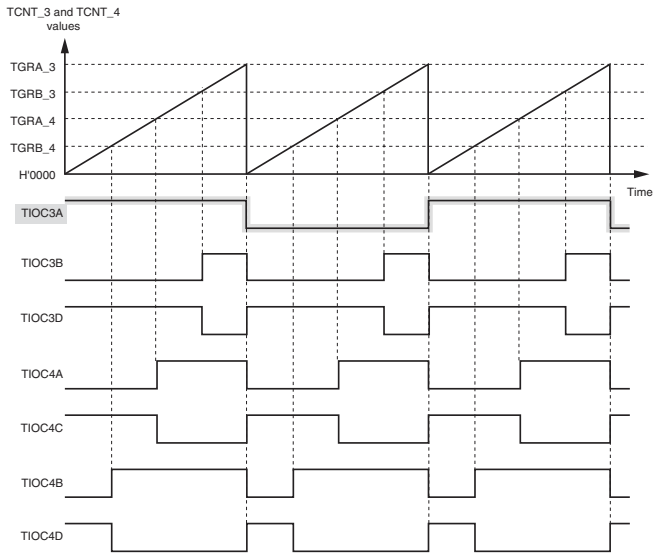 TCNT_3 and TCNT_4
values
TGRA_3
TGRB_3
TGRA_4
TGRB_4
H'0000
Time
TIOC3A
TIOC3B
TIOC3D
TIOC4A
TIOC4C
TIOC4B
TIOC4D